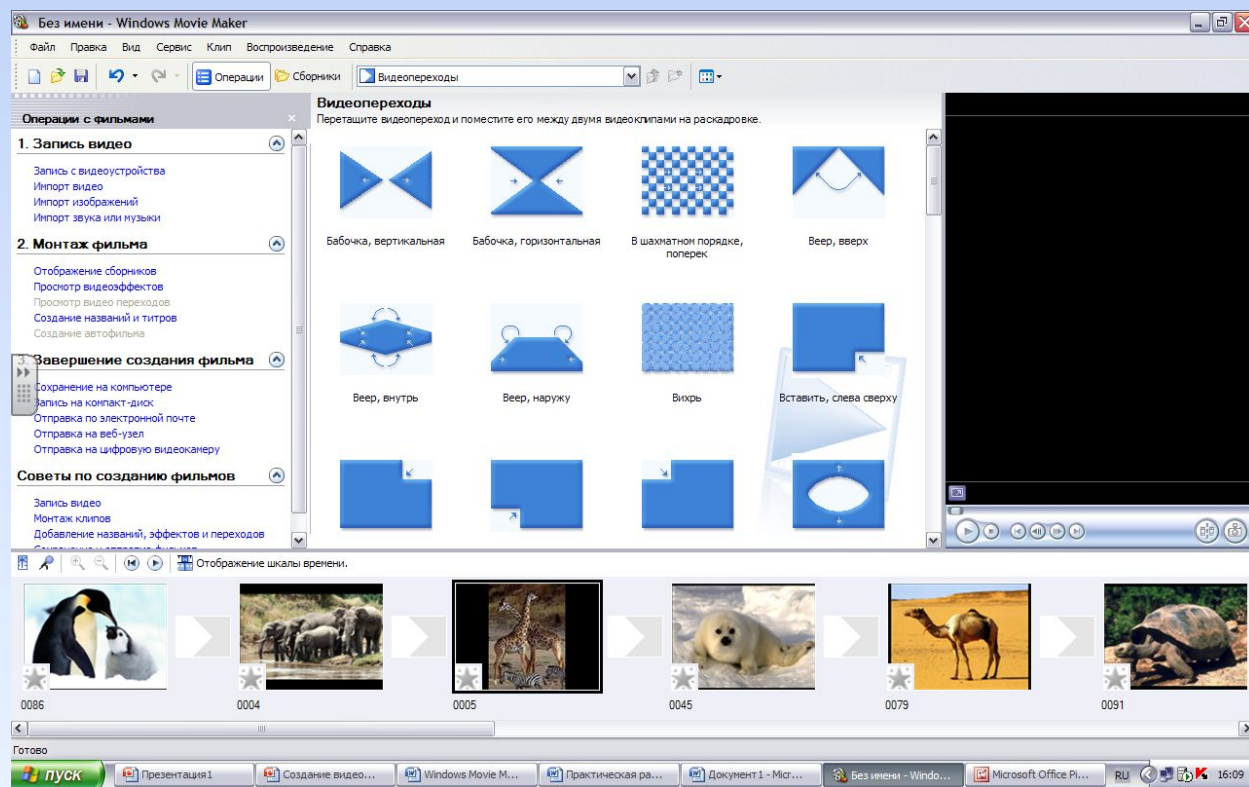 Без имени - Windows Movie Maker
Файл Правка Вид Сервис Клип Воспроизведение Справка
Операции Сборники Видеопереходы
Операции с фильмами
1. Запись видео
Запись с видеоустройства
Импорт видео
Импорт изображений
Импорт звука или музыки
2. Монтаж фильма
Отображение сборников
Просмотр видеоэффектов
Просмотр видео переходов
Создание названий и титров
Создание автофильма
3. Завершение создания фильма
Сохранение на компьютере
Запись на компакт-диск
Отправка по электронной почте
Отправка на веб-узел
Отправка на цифровую видеокамеру
Советы по созданию фильмов
Запись видео
Монтаж клипов
Добавление названий, эффектов и переходов
Видеопереходы
Перетащите видеопереход и поместите его между двумя видеоклипами на раскадровке.
Бабочка, вертикальная
Бабочка, горизонтальная
В шахматном порядке,
поперек
Веер, вверх
Веер, внутрь
Веер, наружу
Вихрь
Вставить, слева сверху
Отображение шкалы времени.
0086 0004 0005 0045 0079 0091
Готово
пуск Презентация1 Создание видео... Windows Movie M... Практическая ра... Документ1 - Micr... Без имени - Windo... Microsoft Office Pi... RU 16:09